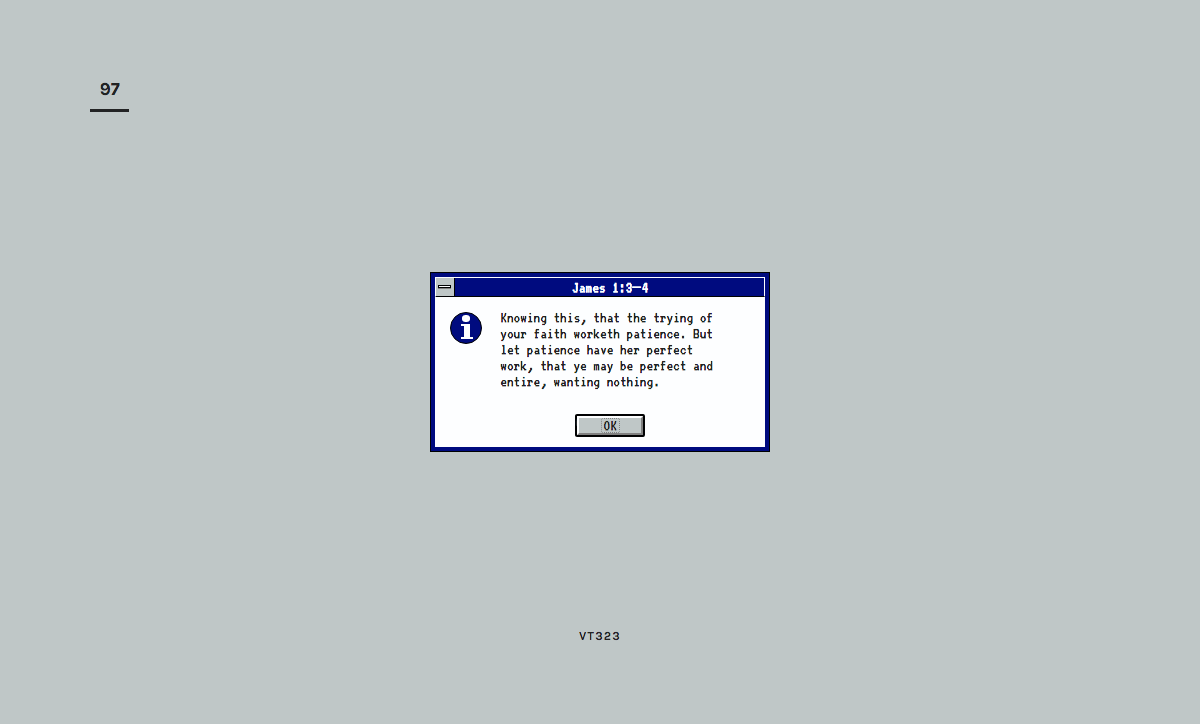 97
James 1:3—4
Knowing this, that the trying of
your faith worketh patience. But
let patience have her perfect
work, that ye may be perfect and
entire, wanting nothing.
OK
VT323